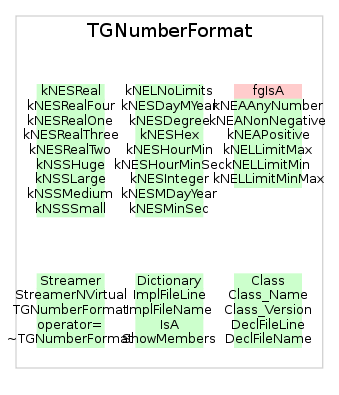 TGNumberFormat
kNESReal
kNESRealFour
kNESRealOne
kNESRealThree
kNESRealTwo
kNSSHuge
kNSSLarge
kNSSMedium
kNSSSmall
kNELNoLimits
kNESDayMYear
kNESDegree
kNESHex
kNESHourMin
kNESHourMinSec
kNESInteger
kNESMDayYear
kNESMinSec
fgIsA
kNEAAnyNumber
kNEANonNegative
kNEAPositive
kNELLimitMax
kNELLimitMin
kNELLimitMinMax
Streamer
StreamerNVirtual
TGNumberFormat
operator=
~TGNumberFormat
Dictionary
ImplFileLine
ImplFileName
IsA
ShowMembers
Class
Class_Name
Class_Version
DeclFileLine
DeclFileName